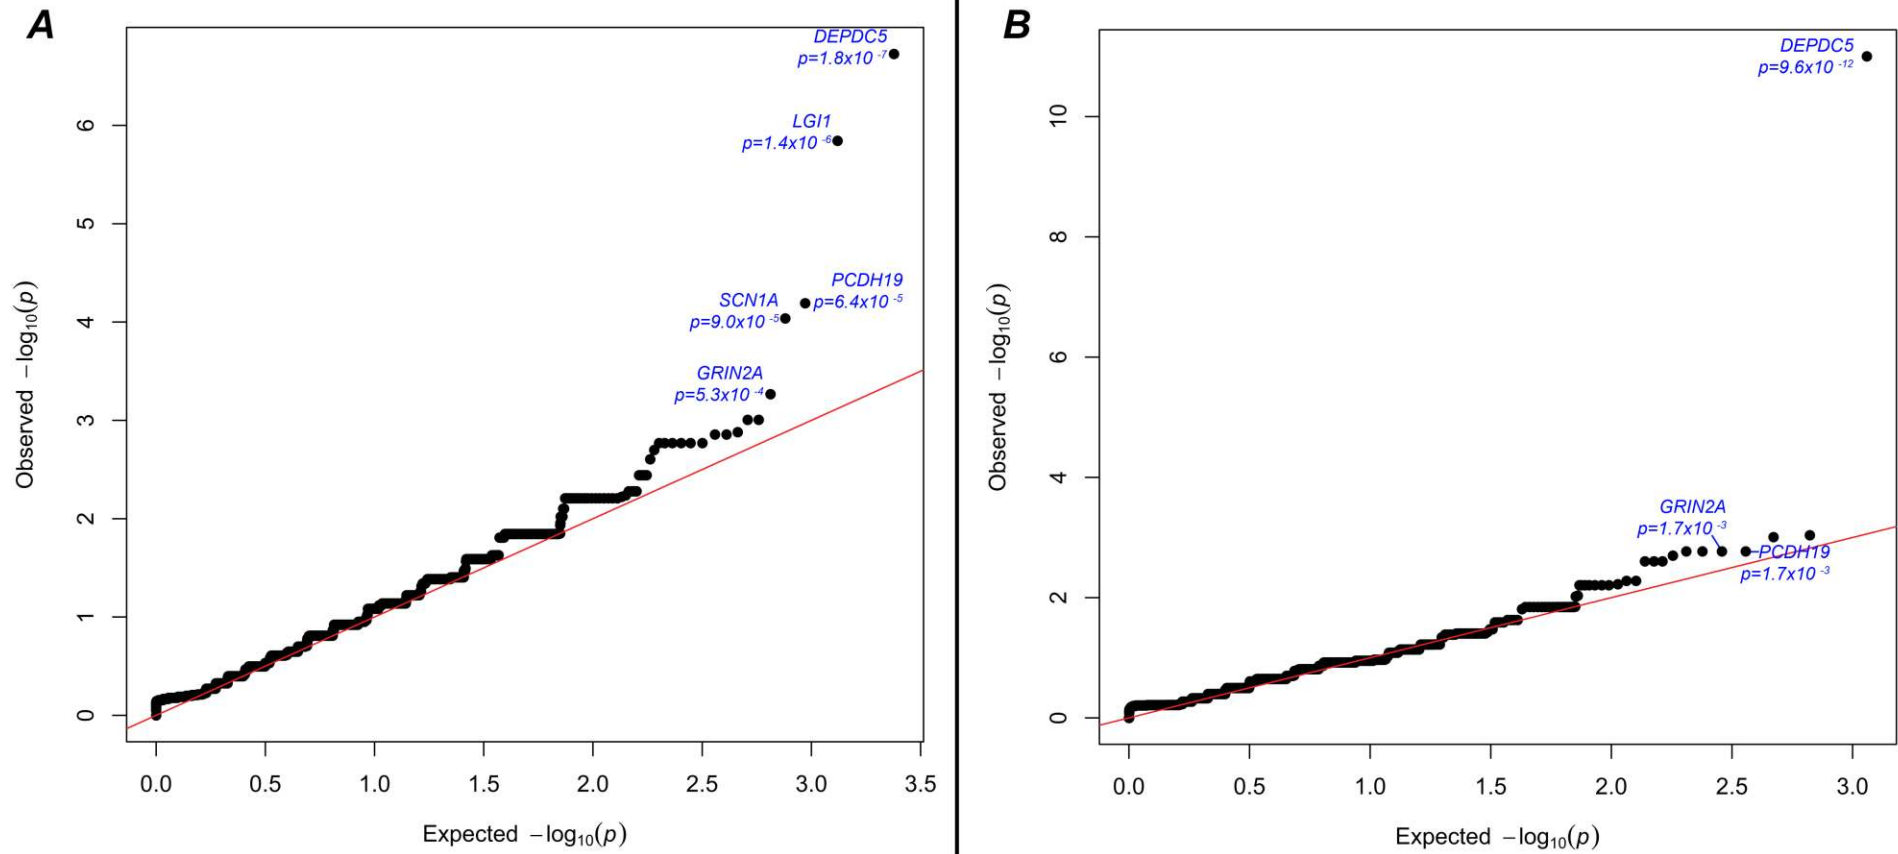 A
DEPDC5
p=1.8x10 -7
LGI1
p=1.4x10 -6
PCDH19
p=6.4x10 -5
SCN1A
p=9.0x10 -5
GRIN2A
p=5.3x10 -4
Observed −log10(p)
6
5
4
3
2
1
0
0.0 0.5 1.0 1.5 2.0 2.5 3.0 3.5
Expected −log10(p)
B
DEPDC5
p=9.6x10 -12
GRIN2A
p=1.7x10 -3
PCDH19
p=1.7x10 -3
Observed −log10(p)
10
8
6
4
2
0
0.0 0.5 1.0 1.5 2.0 2.5 3.0
Expected −log10(p)